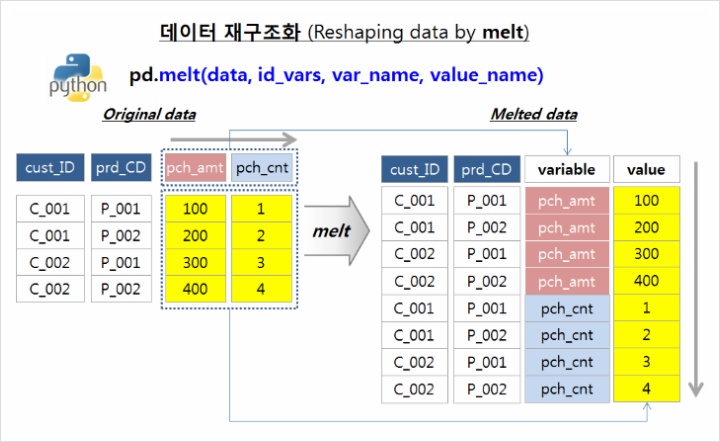 데이터 재구조화 (Reshaping data by melt)
python
pd.melt(data, id_vars, var_name, value_name)
Original data
cust_ID prd_CD pch_amt pch_cnt
C_001 P_001 100 1
C_001 P_002 200 2
C_002 P_001 300 3
C_002 P_002 400 4
melt
Melted data
cust_ID prd_CD variable value
C_001 P_001 pch_amt 100
C_001 P_002 pch_amt 200
C_002 P_001 pch_amt 300
C_002 P_002 pch_amt 400
C_001 P_001 pch_cnt 1
C_001 P_002 pch_cnt 2
C_002 P_001 pch_cnt 3
C_002 P_002 pch_cnt 4